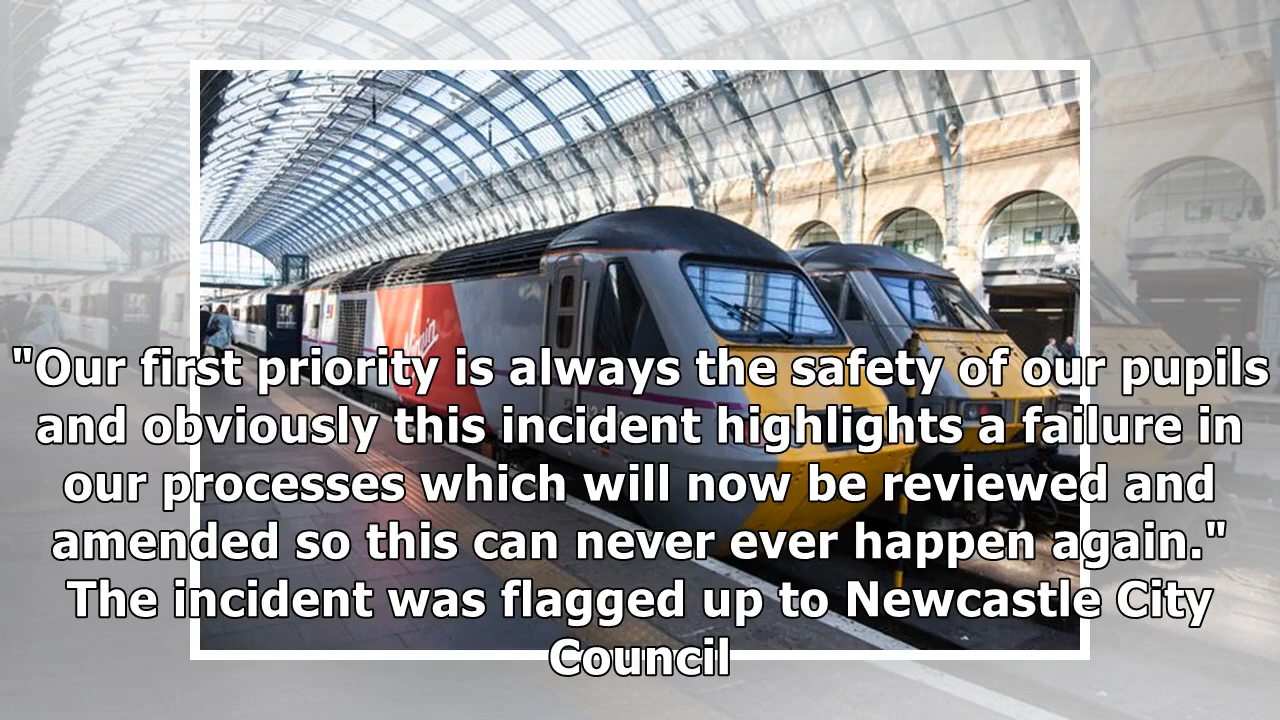 Virgin
"Our first priority is always the safety of our pupils
and obviously this incident highlights a failure in
our processes which will now be reviewed and
amended so this can never ever happen again."
The incident was flagged up to Newcastle City
Council